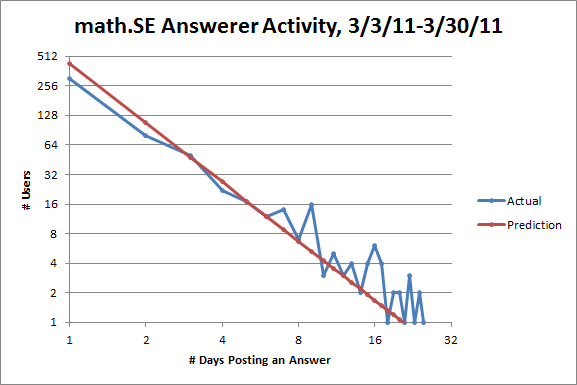 math.SE Answerer Activity, 3/3/11-3/30/11
512
256
128
64
32
16
8
4
2
1
# Users
1 2 4 8 16 32
# Days Posting an Answer
Actual
Prediction